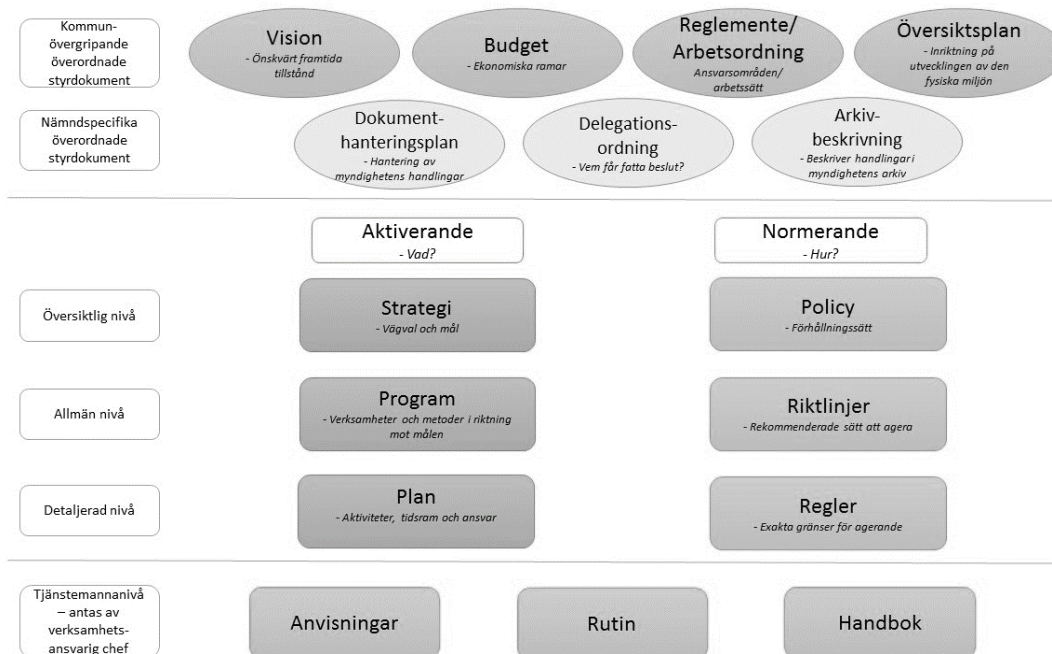 Kommun-
övergripande
överordnade
styrdokument
Vision
- Önskvärt framtida
tillstånd
Budget
- Ekonomiska ramar
Reglemente/
Arbetsordning
Ansvarsområden/
arbetssätt
Översiktsplan
- Inriktning på
utvecklingen av den
fysiska miljön
Nämndspecifika
överordnade
styrdokument
Dokument-
hanteringsplan
- Hantering av
myndighetens handlingar
Delegations-
ordning
- Vem får fatta beslut?
Arkiv-
beskrivning
- Beskriver handlingar i
myndighetens arkiv
Aktiverande
- Vad?
Normerande
- Hur?
Översiktlig nivå
Strategi
- Vägval och mål
Policy
- Förhållningssätt
Allmän nivå
Program
- Verksamheter och metoder i riktning
mot målen
Riktlinjer
- Rekommenderade sätt att agera
Detaljerad nivå
Plan
- Aktiviteter, tidsram och ansvar
Regler
- Exakta gränser för agerande
Tjänstemannanivå
– antas av
verksamhets-
ansvarig chef
Anvisningar
Rutin
Handbok